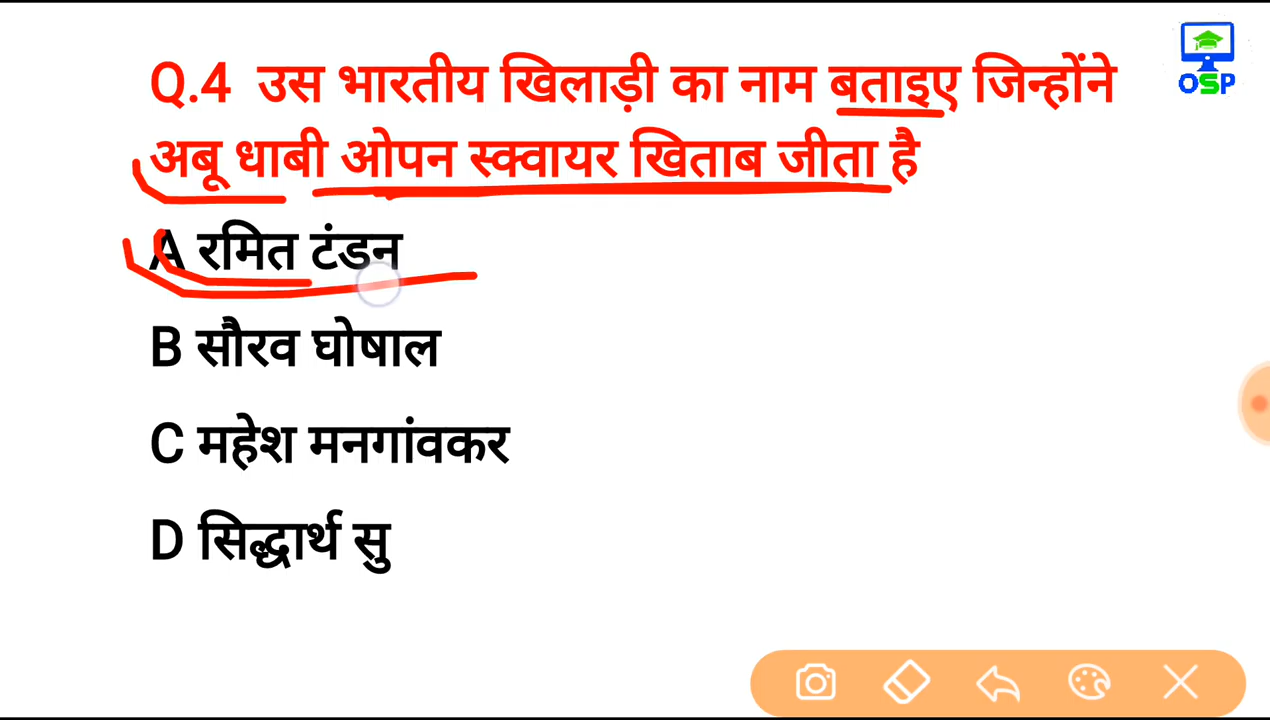 OSP
Q.4 उस भारतीय खिलाड़ी का नाम बताइए जिन्होंने
अबू धाबी ओपन स्क्वायर खिताब जीता है
A रमित टंडन
B सौरव घोषाल
C महेश मनगांवकर
D सिद्धार्थ सु